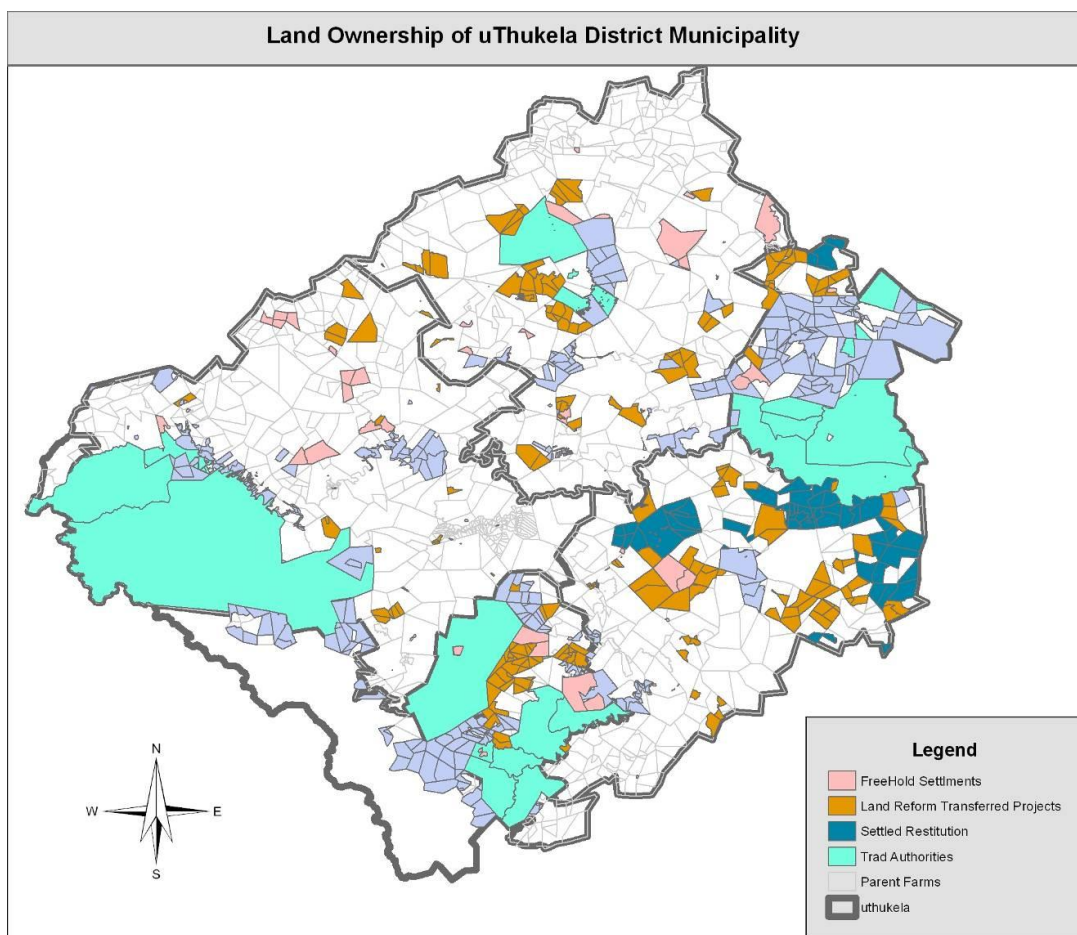 Land Ownership of uThukela District Municipality
N
W E
S
Legend
FreeHold Settlments
Land Reform Transferred Projects
Settled Restitution
Trad Authorities
Parent Farms
uthukela